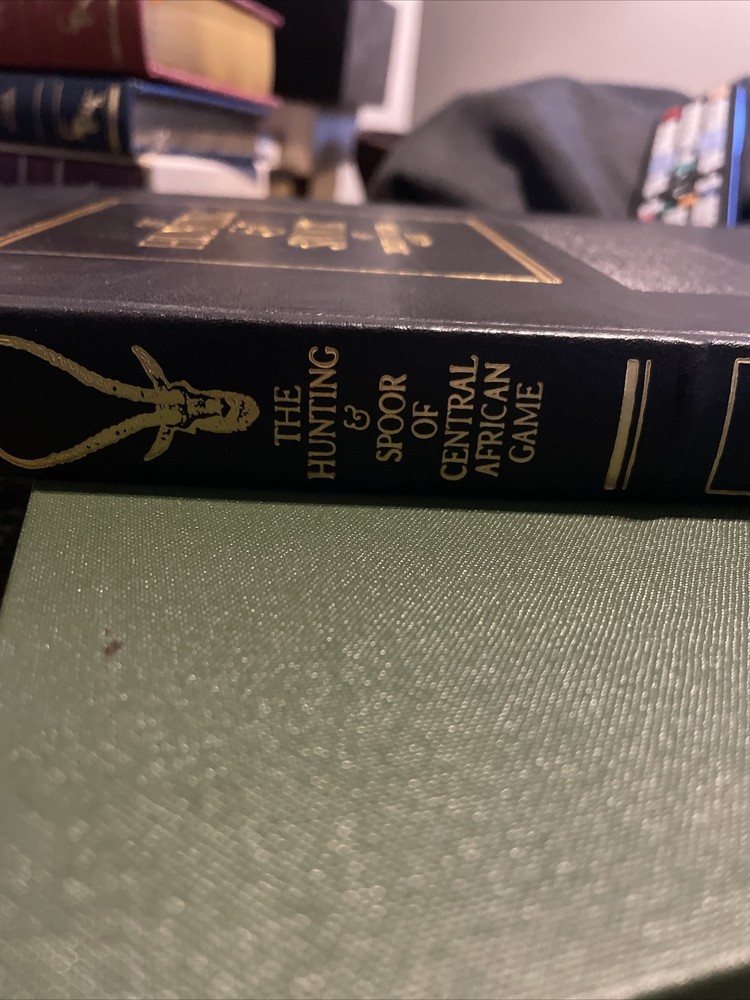 THE
HUNTING
&
SPOOR
OF
CENTRAL
AFRICAN
GAME